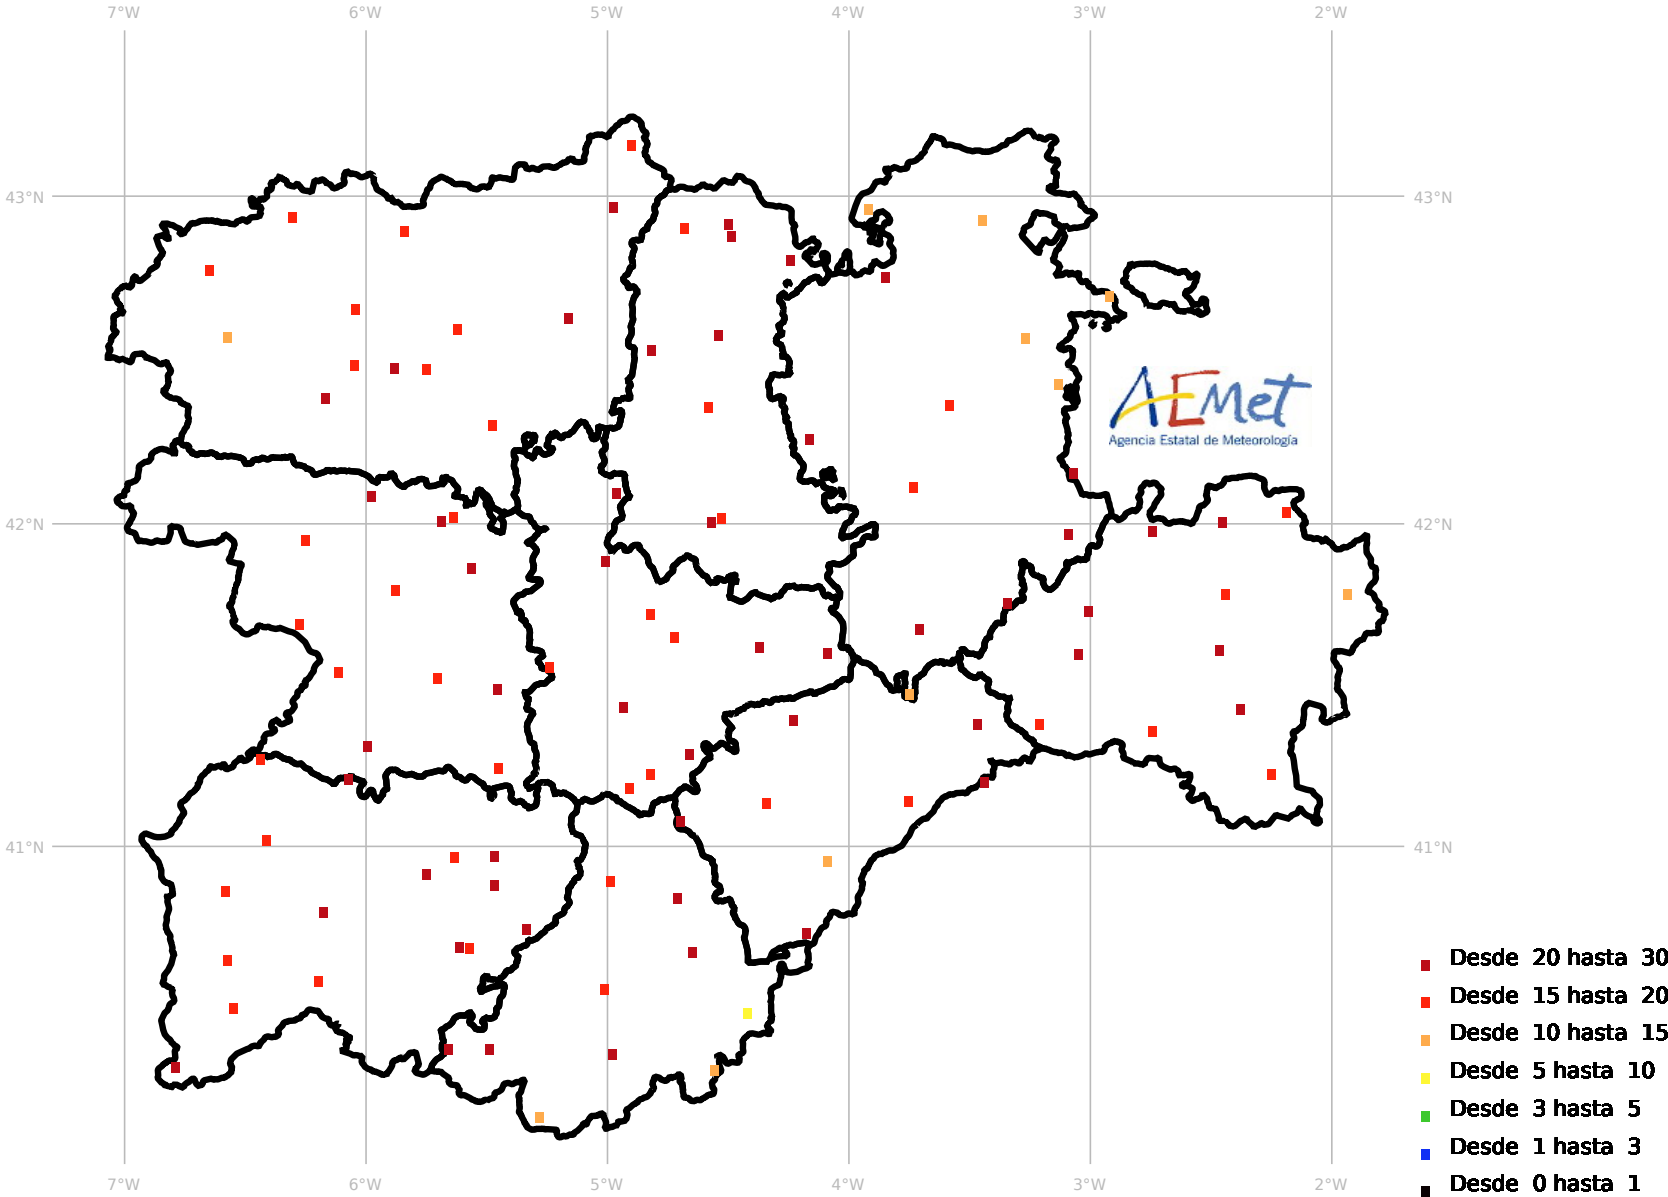 7°W 6°W 5°W 4°W 3°W 2°W
43°N 43°N
AEMet
Agencia Estatal de Meteorología
42°N 42°N
41°N 41°N
Desde 20 hasta 30
Desde 15 hasta 20
Desde 10 hasta 15
Desde 5 hasta 10
Desde 3 hasta 5
Desde 1 hasta 3
Desde 0 hasta 1
7°W 6°W 5°W 4°W 3°W 2°W